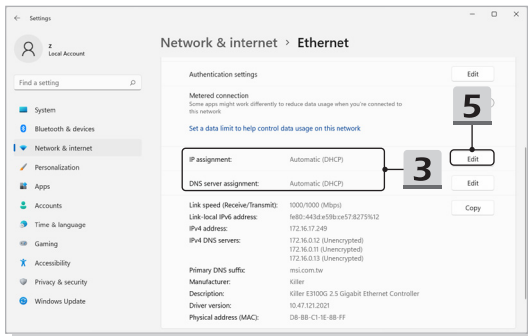 Settings
z
Local Account
Find a setting
System
Bluetooth & devices
Network & internet
Personalization
Apps
Accounts
Time & language
Gaming
Accessibility
Privacy & security
Windows Update
Network & internet > Ethernet
Authentication settings Edit
Metered connection
Some apps might work differently to reduce data usage when you're connected to
this network
5
Set a data limit to help control data usage on this network
IP assignment: Automatic (DHCP) Edit
3
DNS server assignment: Automatic (DHCP) Edit
Link speed (Receive/Transmit): 1000/1000 (Mbps) Copy
Link-local IPv6 address: fe80::443d:e59b:ce57:8275%12
IPv4 address: 172.16.17.249
IPv4 DNS servers: 172.16.0.12 (Unencrypted)
172.16.0.11 (Unencrypted)
172.16.0.13 (Unencrypted)
Primary DNS suffix: msi.com.tw
Manufacturer: Killer
Description: Killer E3100G 2.5 Gigabit Ethernet Controller
Driver version: 10.47.121.2021
Physical address (MAC): D8-BB-C1-1E-8B-FF